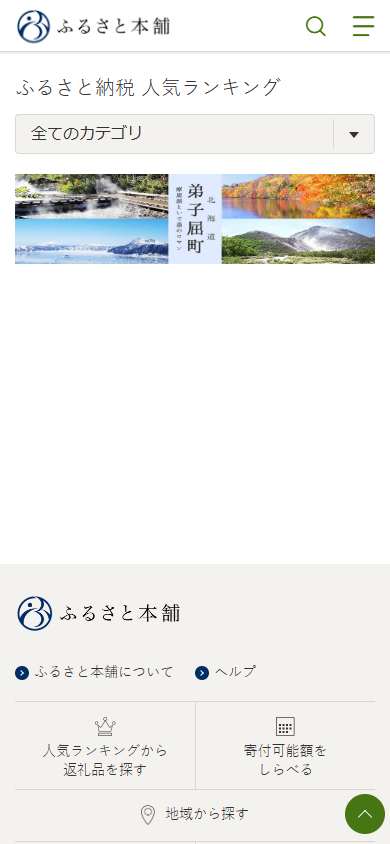 ふるさと本舗
ふるさと納税 人気ランキング
全てのカテゴリ
北海道
弟子屈町
摩周湖といで湯のロマン
ふるさと本舗
ふるさと本舗について
ヘルプ
人気ランキングから
返礼品を探す
寄付可能額を
しらべる
地域から探す